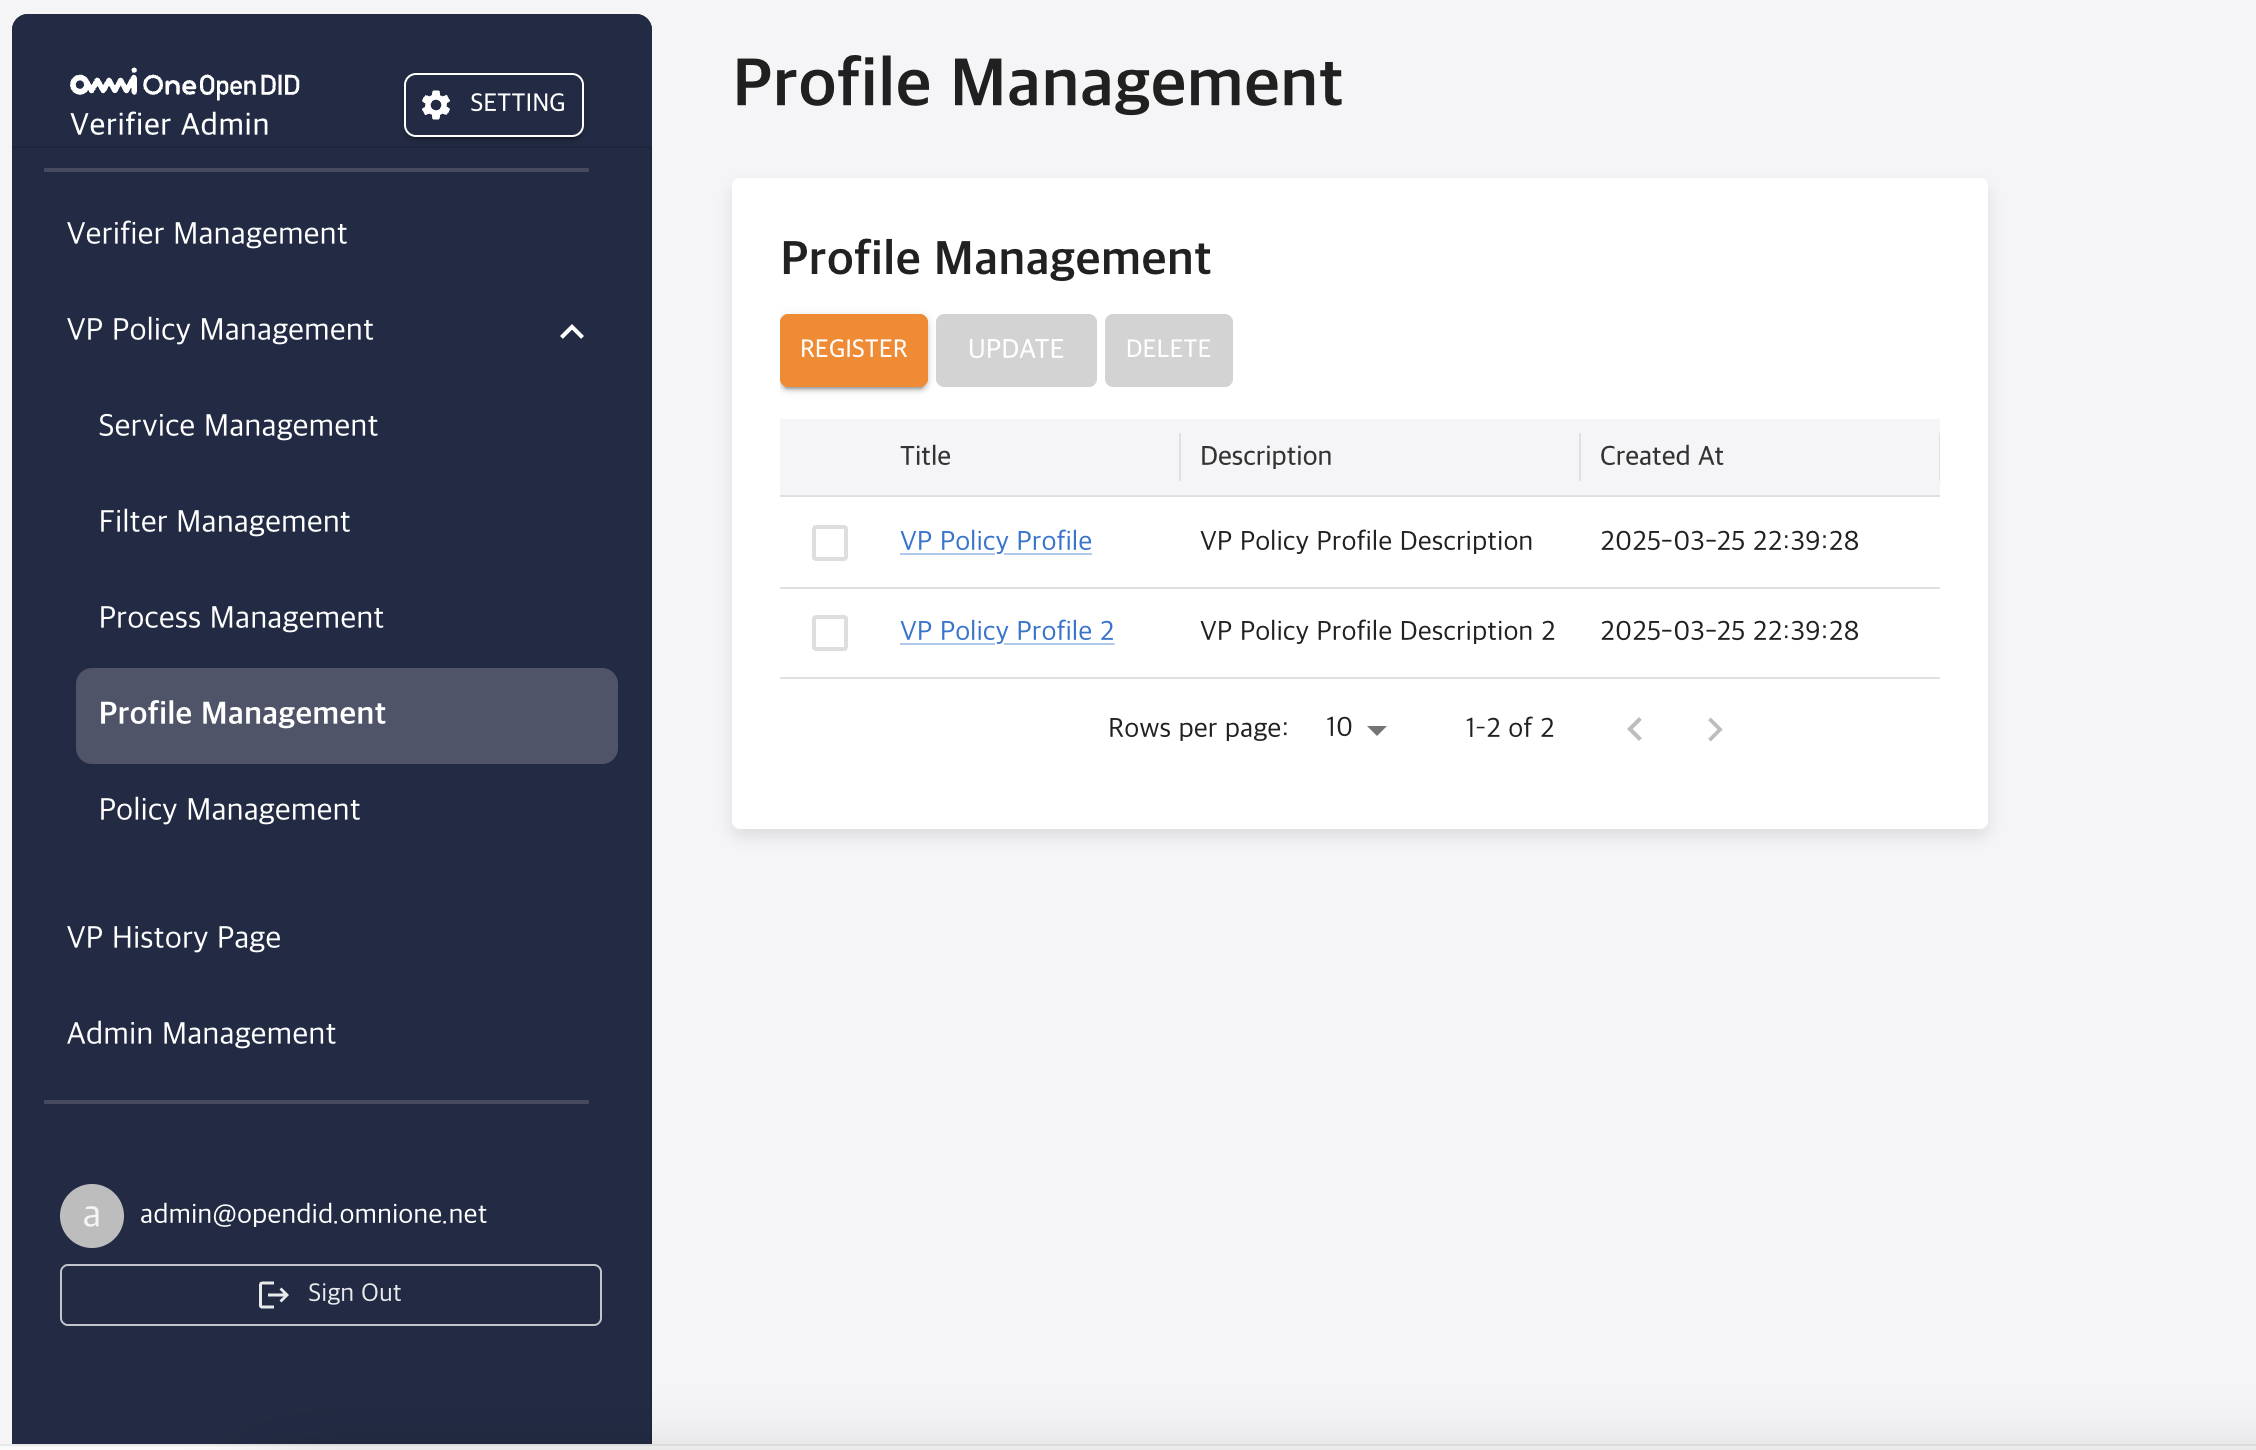 omni One Open DID
Verifier Admin
SETTING
Verifier Management
VP Policy Management
Service Management
Filter Management
Process Management
Profile Management
Policy Management
VP History Page
Admin Management
a
admin@opendid.omnione.net
Sign Out
Profile Management
Profile Management
REGISTER UPDATE DELETE
Title Description Created At
VP Policy Profile VP Policy Profile Description 2025-03-25 22:39:28
VP Policy Profile 2 VP Policy Profile Description 2 2025-03-25 22:39:28
Rows per page: 10 1-2 of 2